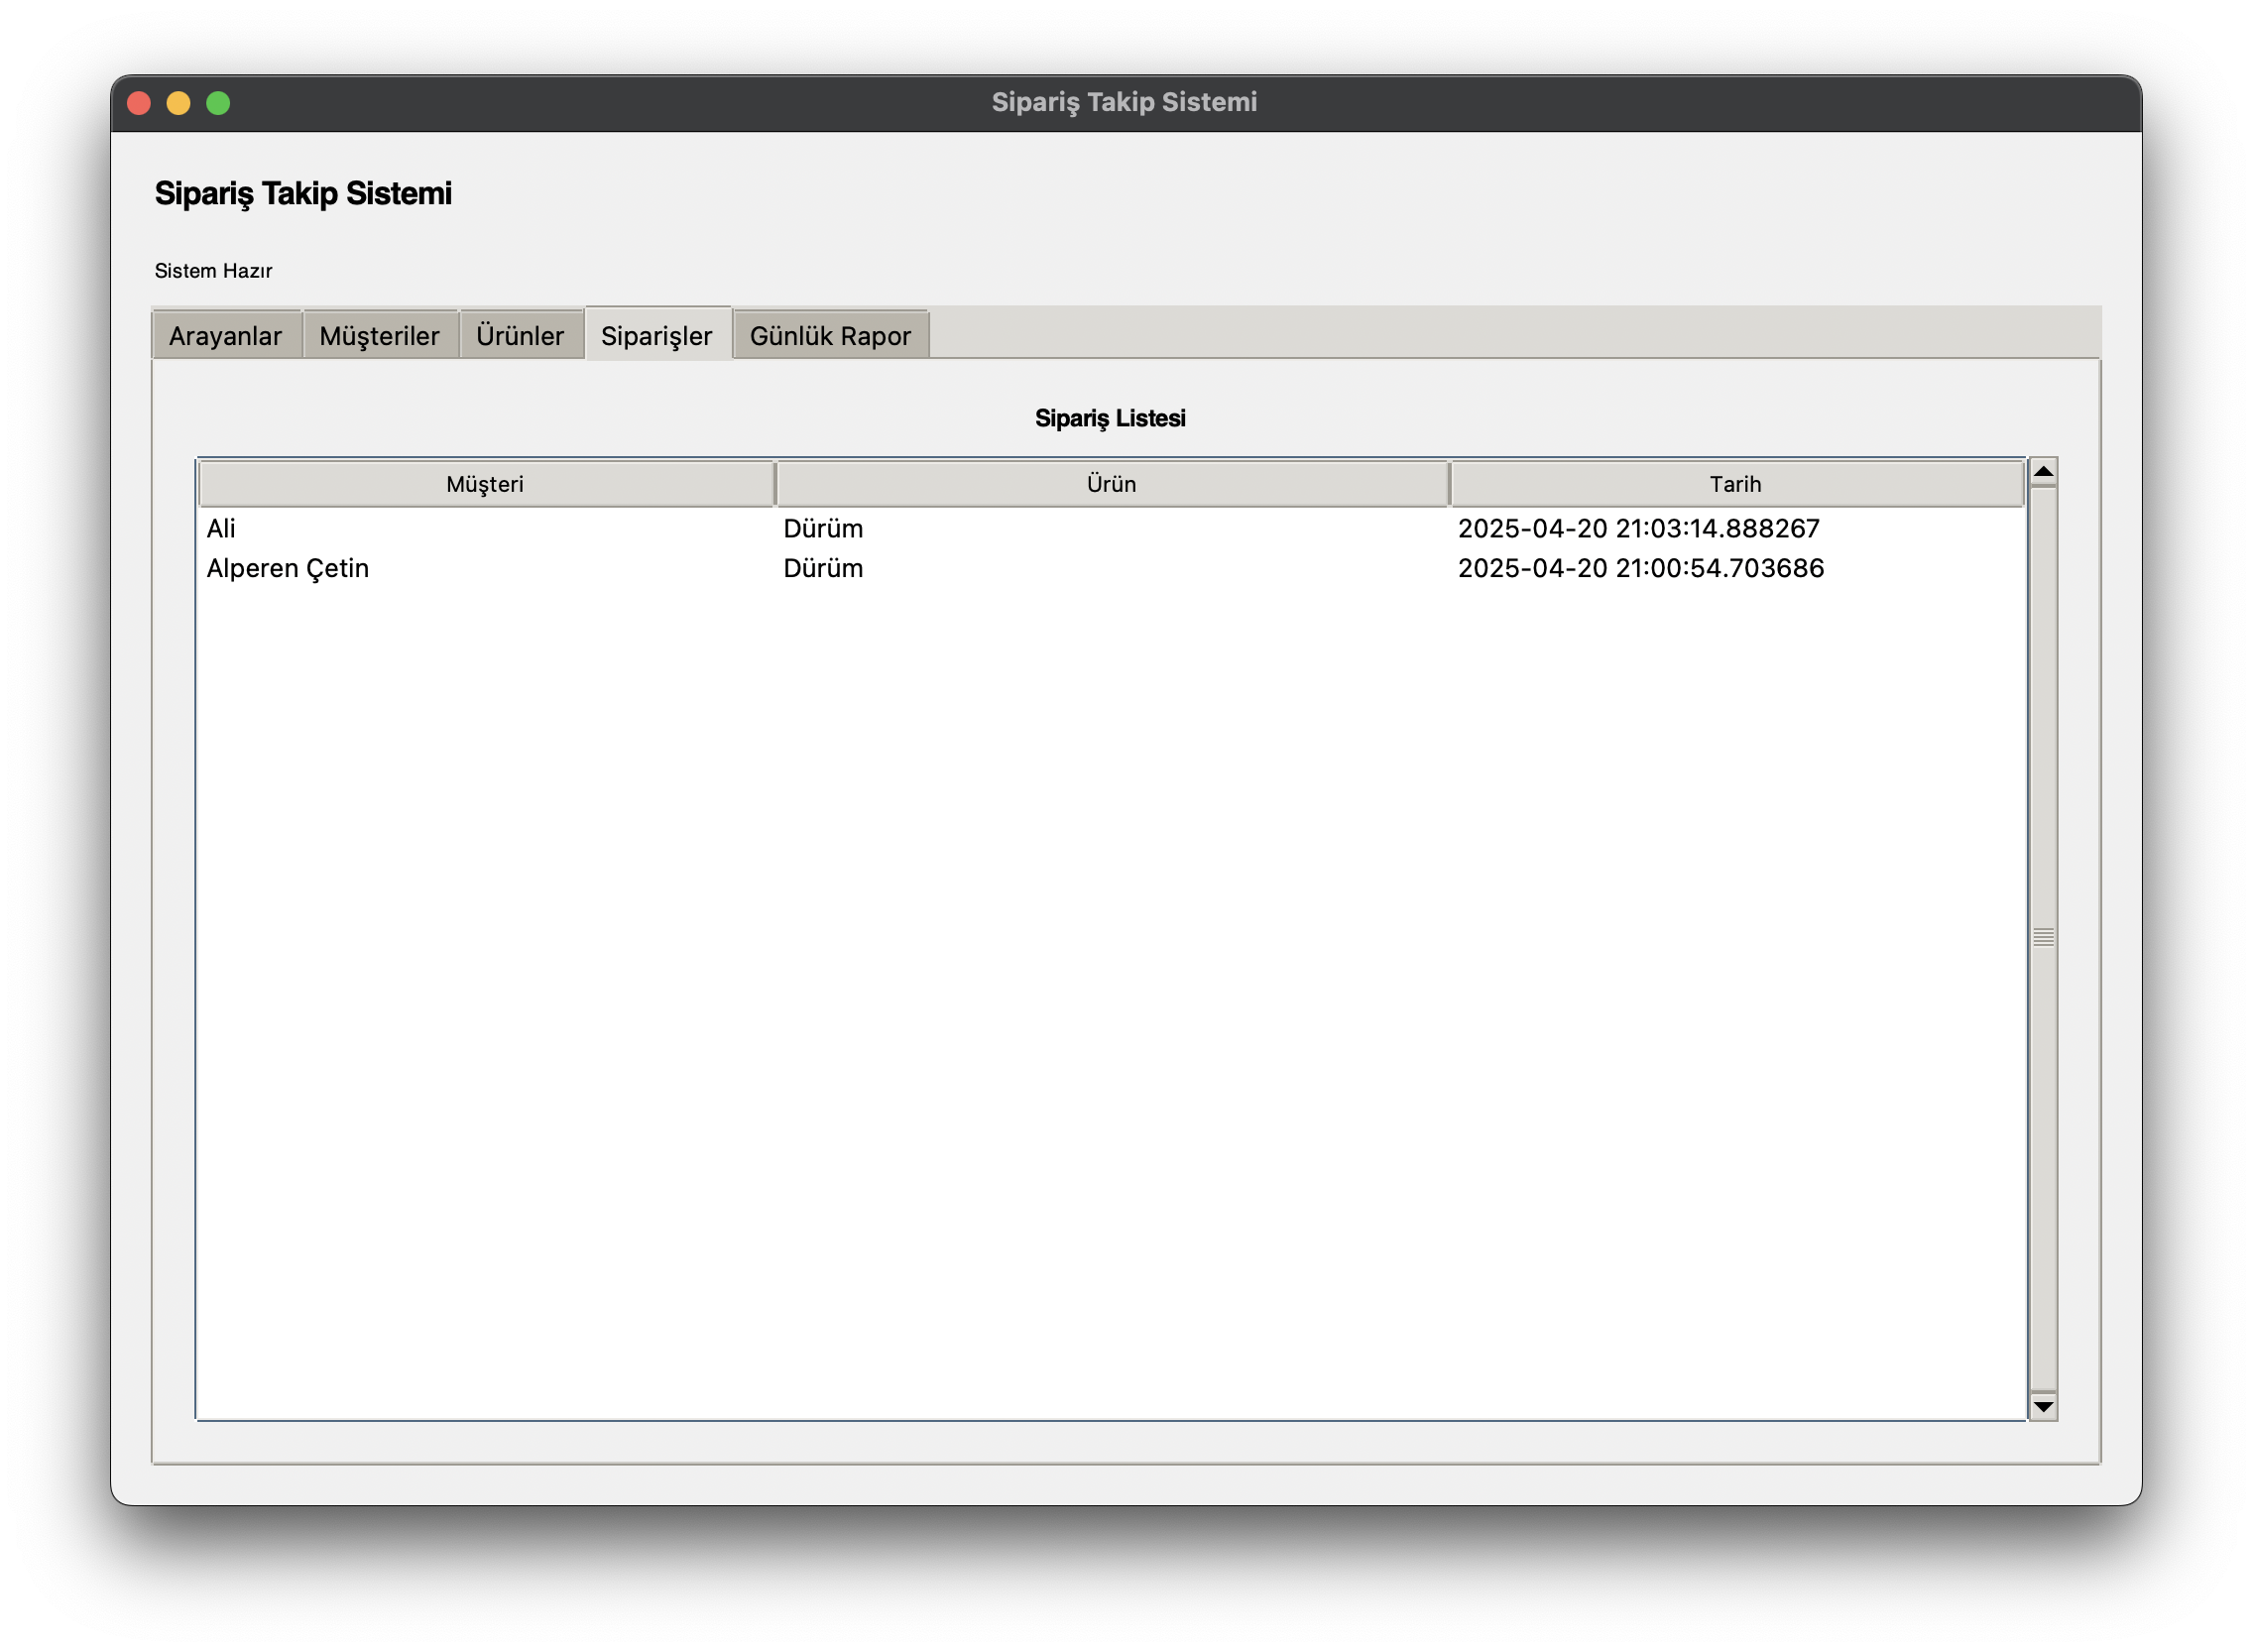 Sipariş Takip Sistemi
Sipariş Takip Sistemi
Sistem Hazır
Arayanlar Müşteriler Ürünler Siparişler Günlük Rapor
Sipariş Listesi
Müşteri Ürün Tarih
Ali Dürüm 2025-04-20 21:03:14.888267
Alperen Çetin Dürüm 2025-04-20 21:00:54.703686